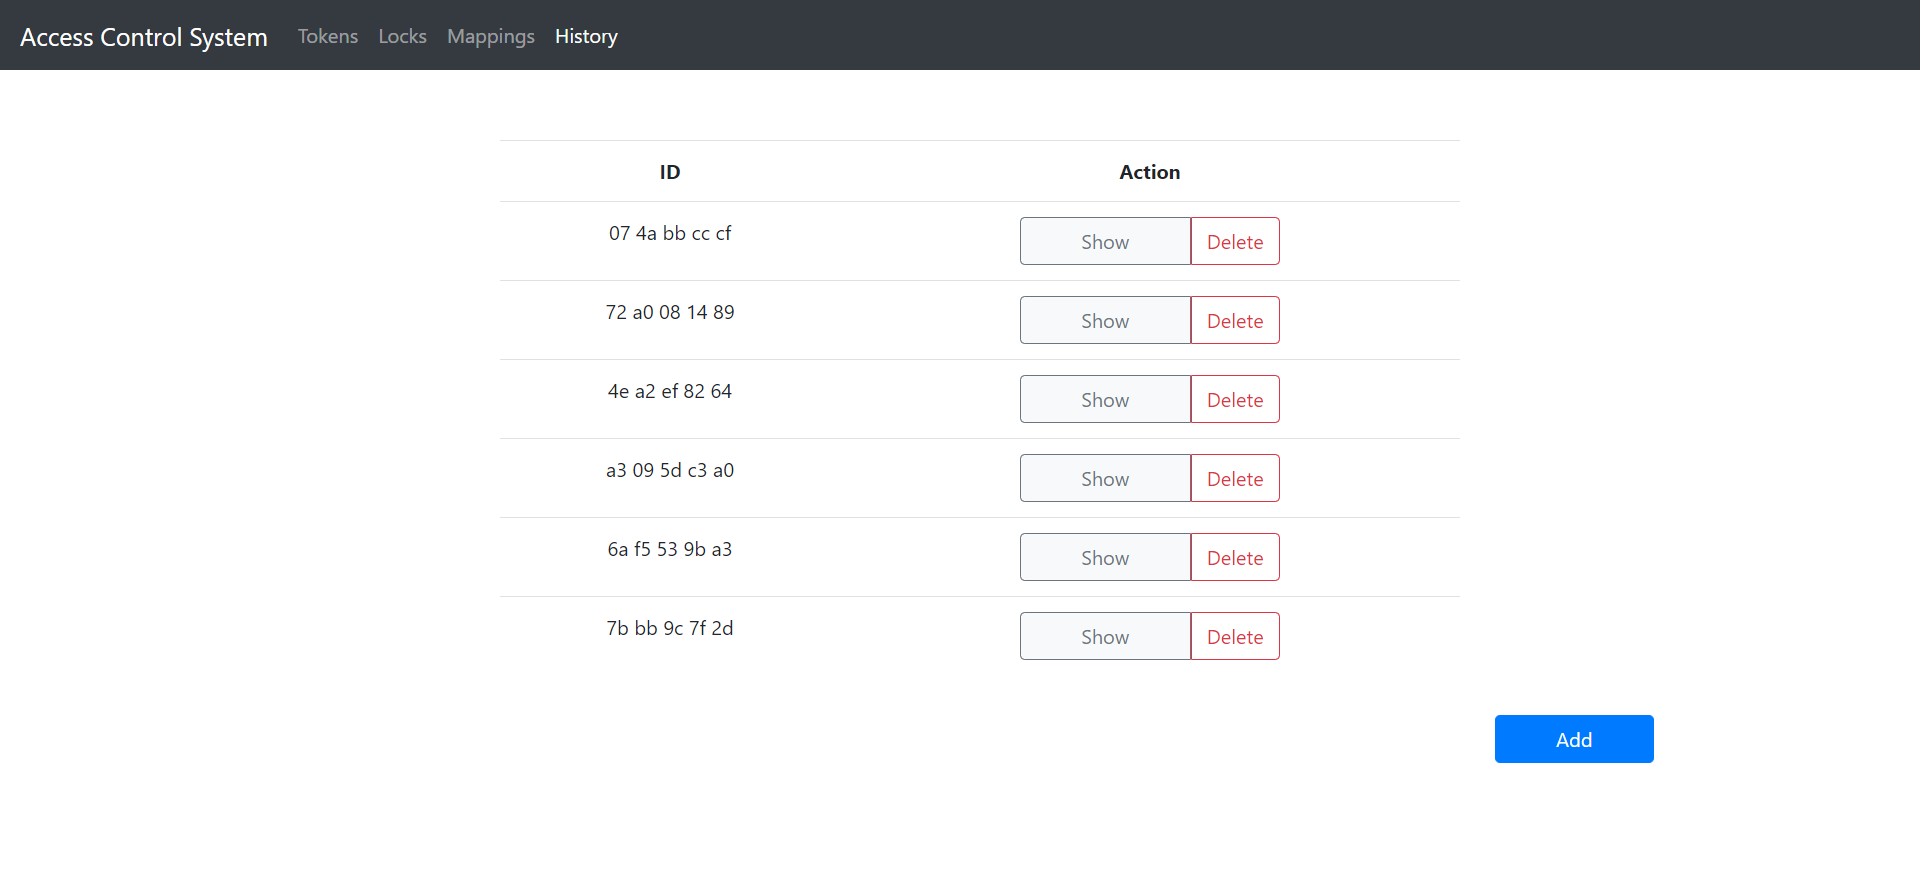 Access Control System Tokens Locks Mappings History
ID Action
07 4a bb cc cf Show Delete
72 a0 08 14 89 Show Delete
4e a2 ef 82 64 Show Delete
a3 09 5d c3 a0 Show Delete
6a f5 53 9b a3 Show Delete
7b bb 9c 7f 2d Show Delete
Add